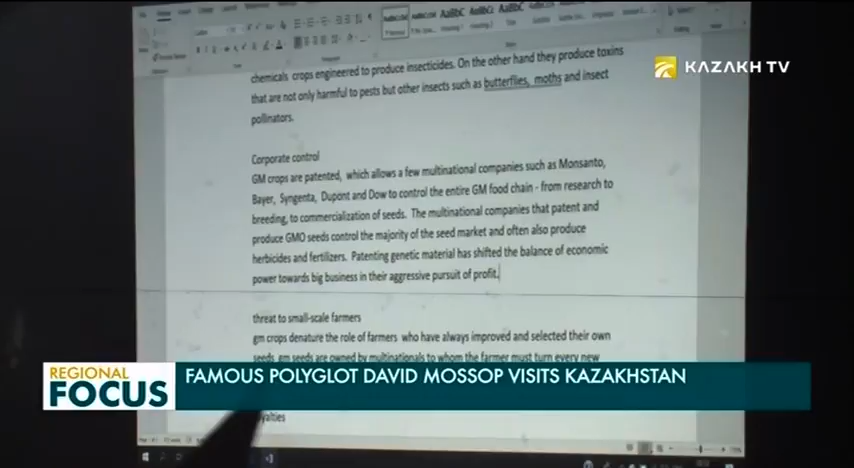 chemicals crops engineered to produce insecticides. On the other hand they produce toxins
that are not only harmful to pests but other insects such as butterflies, moths and insect
pollinators.
KAZAKH TV
Corporate control
GM crops are patented, which allows a few multinational companies such as Monsanto,
Bayer, Syngenta, Dupont and Dow to control the entire GM food chain - from research to
breeding, to commercialization of seeds. The multinational companies that patent and
produce GMO seeds control the majority of the seed market and often also produce
herbicides and fertilizers. Patenting genetic material has shifted the balance of economic
power towards big business in their aggressive pursuit of profit.
threat to small-scale farmers
gm crops denature the role of farmers who have always improved and selected their own
seeds gm seeds are owned by multinationals to whom the farmer must turn every new
REGIONAL
FOCUS
FAMOUS POLYGLOT DAVID MOSSOP VISITS KAZAKHSTAN